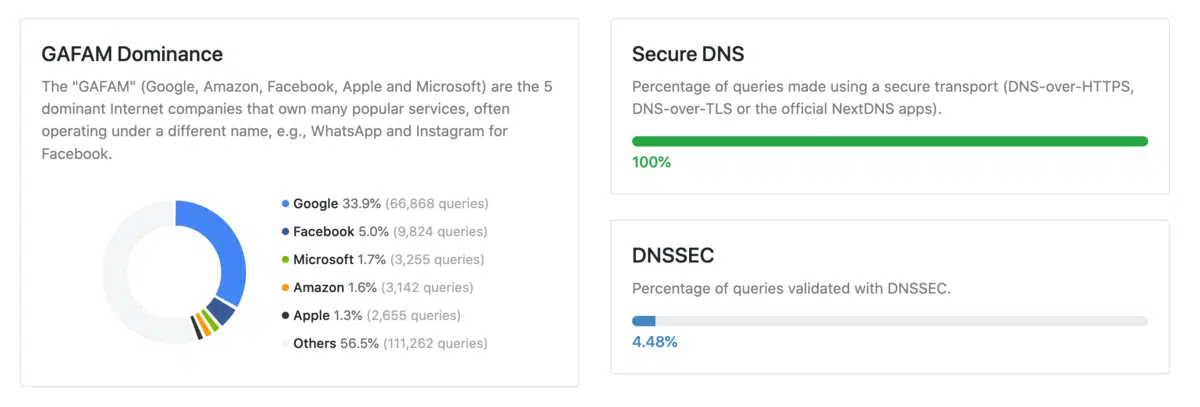 GAFAM Dominance
The "GAFAM" (Google, Amazon, Facebook, Apple and Microsoft) are the 5
dominant Internet companies that own many popular services, often
operating under a different name, e.g., WhatsApp and Instagram for
Facebook.
Google 33.9% (66,868 queries)
Facebook 5.0% (9,824 queries)
Microsoft 1.7% (3,255 queries)
Amazon 1.6% (3,142 queries)
Apple 1.3% (2,655 queries)
Others 56.5% (111,262 queries)
Secure DNS
Percentage of queries made using a secure transport (DNS-over-HTTPS,
DNS-over-TLS or the official NextDNS apps).
100%
DNSSEC
Percentage of queries validated with DNSSEC.
4.48%